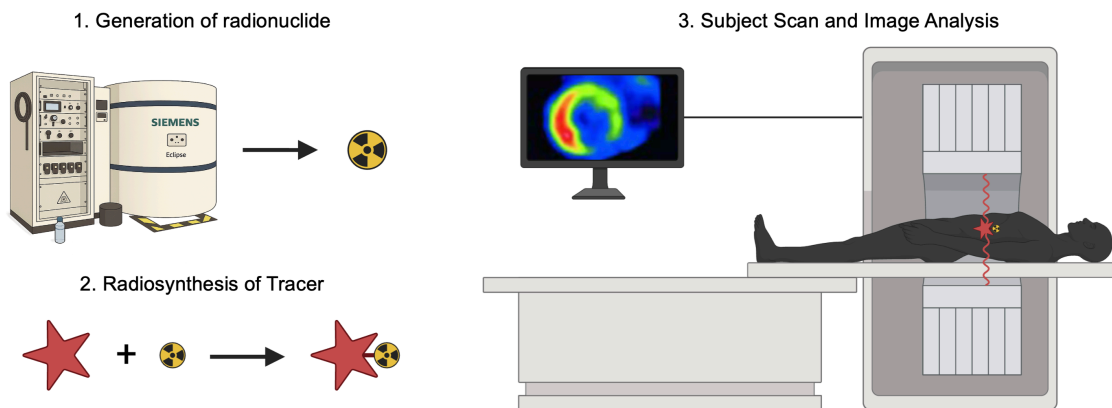 1. Generation of radionuclide
SIEMENS
Eclipse
2. Radiosynthesis of Tracer
3. Subject Scan and Image Analysis